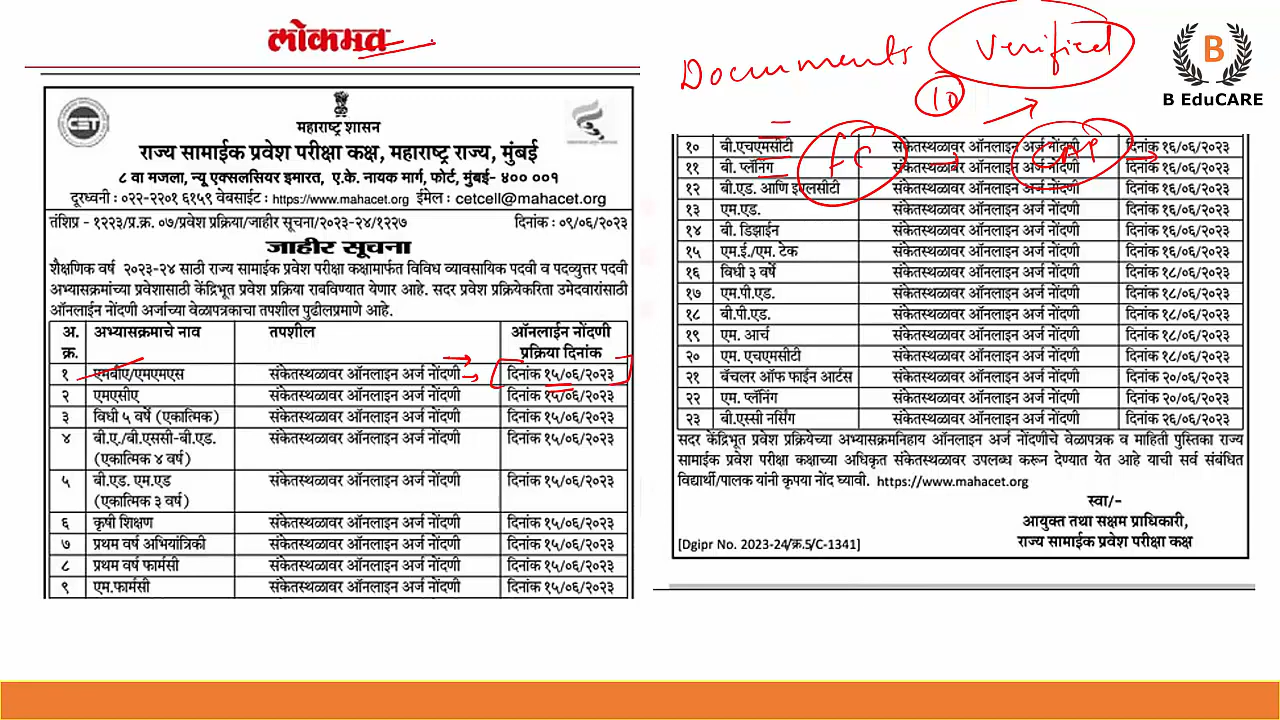 लोकमत
Documents Verified
10
B
B EduCARE
CET
महाराष्ट्र शासन
राज्य सामाईक प्रवेश परीक्षा कक्ष, महाराष्ट्र राज्य, मुंबई
८ वा मजला, न्यू एक्सलसियर इमारत, ए.के. नायक मार्ग, फोर्ट, मुंबई- ४०० ००१
दूरध्वनी : ०२२-२२०१ ६१५९ वेबसाईट : https://www.mahacet.org ईमेल : cetcell@mahacet.org
तंशिप्र - १२२३/प्र.क्र. ०७/प्रवेश प्रक्रिया/जाहीर सूचना/२०२३-२४/१२२७ दिनांक : ०९/०६/२०२३
जाहीर सूचना
शैक्षणिक वर्ष २०२३-२४ साठी राज्य सामाईक प्रवेश परीक्षा कक्षामार्फत विविध व्यावसायिक पदवी व पदव्युत्तर पदवी
अभ्यासक्रमांच्या प्रवेशासाठी केंद्रिभूत प्रवेश प्रक्रिया राबविण्यात येणार आहे. सदर प्रवेश प्रक्रियेकरिता उमेदवारांसाठी
ऑनलाईन नोंदणी अर्जाच्या वेळापत्रकाचा तपशील पुढीलप्रमाणे आहे.
अ. क्र. अभ्यासक्रमाचे नाव तपशील ऑनलाईन नोंदणी प्रक्रिया दिनांक
१ एमबीए/एमएमएस संकेतस्थळावर ऑनलाइन अर्ज नोंदणी दिनांक १५/०६/२०२३
२ एमएसीए संकेतस्थळावर ऑनलाइन अर्ज नोंदणी दिनांक १५/०६/२०२३
३ विधी ५ वर्षे (एकात्मिक) संकेतस्थळावर ऑनलाइन अर्ज नोंदणी दिनांक १५/०६/२०२३
४ बी.ए./बी.एससी-बी.एड. संकेतस्थळावर ऑनलाइन अर्ज नोंदणी दिनांक १५/०६/२०२३
(एकात्मिक ४ वर्ष)
५ बी.एड. एम.एड संकेतस्थळावर ऑनलाइन अर्ज नोंदणी दिनांक १५/०६/२०२३
(एकात्मिक ३ वर्ष)
६ कृषी शिक्षण संकेतस्थळावर ऑनलाइन अर्ज नोंदणी दिनांक १५/०६/२०२३
७ प्रथम वर्ष अभियांत्रिकी संकेतस्थळावर ऑनलाइन अर्ज नोंदणी दिनांक १५/०६/२०२३
८ प्रथम वर्ष फार्मसी संकेतस्थळावर ऑनलाइन अर्ज नोंदणी दिनांक १५/०६/२०२३
९ एम.फार्मसी संकेतस्थळावर ऑनलाइन अर्ज नोंदणी दिनांक १५/०६/२०२३
FC CAP
१० बी.एचएमसीटी संकेतस्थळावर ऑनलाइन अर्ज नोंदणी दिनांक १६/०६/२०२३
११ बी. प्लॅनिंग संकेतस्थळावर ऑनलाइन अर्ज नोंदणी दिनांक १६/०६/२०२३
१२ बी.एड. आणि इएलसीटी संकेतस्थळावर ऑनलाइन अर्ज नोंदणी दिनांक १६/०६/२०२३
१३ एम.एड. संकेतस्थळावर ऑनलाइन अर्ज नोंदणी दिनांक १६/०६/२०२३
१४ बी. डिझाईन संकेतस्थळावर ऑनलाइन अर्ज नोंदणी दिनांक १६/०६/२०२३
१५ एम.ई./एम. टेक संकेतस्थळावर ऑनलाइन अर्ज नोंदणी दिनांक १६/०६/२०२३
१६ विधी ३ वर्षे संकेतस्थळावर ऑनलाइन अर्ज नोंदणी दिनांक १८/०६/२०२३
१७ एम.पी.एड. संकेतस्थळावर ऑनलाइन अर्ज नोंदणी दिनांक १८/०६/२०२३
१८ बी.पी.एड. संकेतस्थळावर ऑनलाइन अर्ज नोंदणी दिनांक १८/०६/२०२३
१९ एम. आर्च संकेतस्थळावर ऑनलाइन अर्ज नोंदणी दिनांक १८/०६/२०२३
२० एम. एचएमसीटी संकेतस्थळावर ऑनलाइन अर्ज नोंदणी दिनांक १८/०६/२०२३
२१ बॅचलर ऑफ फाईन आर्टस संकेतस्थळावर ऑनलाइन अर्ज नोंदणी दिनांक २०/०६/२०२३
२२ एम. प्लॅनिंग संकेतस्थळावर ऑनलाइन अर्ज नोंदणी दिनांक २०/०६/२०२३
२३ बी.एस्सी नर्सिंग संकेतस्थळावर ऑनलाइन अर्ज नोंदणी दिनांक २६/०६/२०२३
सदर केंद्रिभूत प्रवेश प्रक्रियेच्या अभ्यासक्रमनिहाय ऑनलाइन अर्ज नोंदणीचे वेळापत्रक व माहिती पुस्तिका राज्य
सामाईक प्रवेश परीक्षा कक्षाच्या अधिकृत संकेतस्थळावर उपलब्ध करून देण्यात येत आहे याची सर्व संबंधित
विद्यार्थी/पालक यांनी कृपया नोंद घ्यावी. https://www.mahacet.org
स्वा/-
आयुक्त तथा सक्षम प्राधिकारी,
[Dgipr No. 2023-24/क्र.5/C-1341] राज्य सामाईक प्रवेश परीक्षा कक्ष